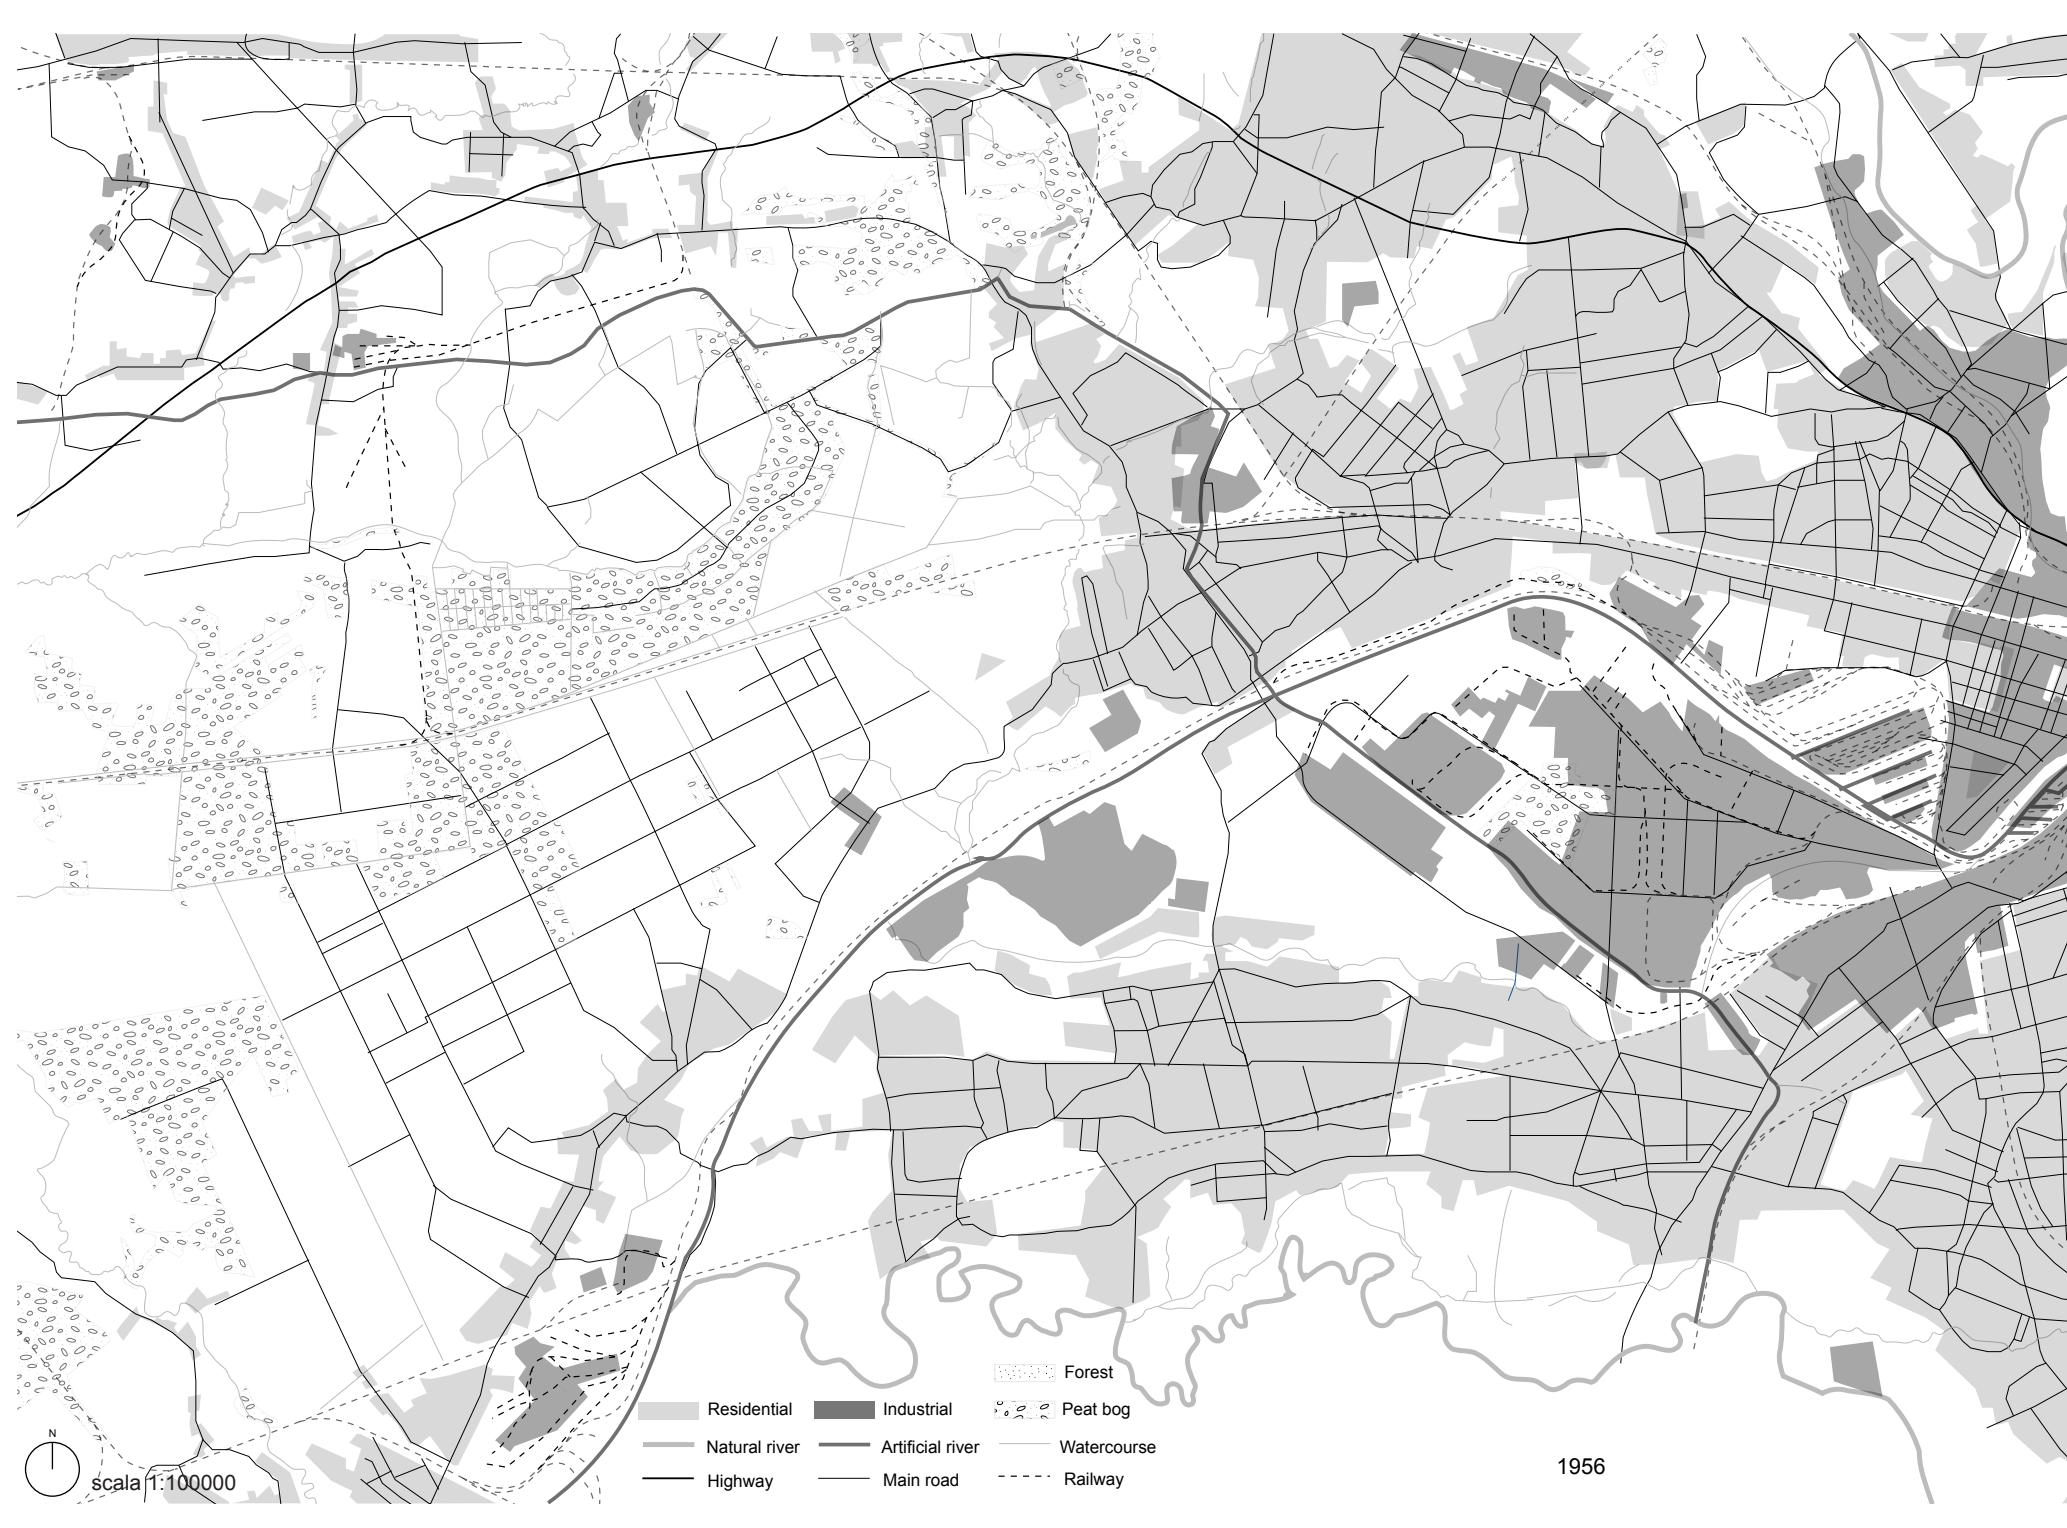 Forest
Residential Industrial Peat bog
Natural river Artificial river Watercourse
Highway Main road Railway
N
scala 1:100000
1956